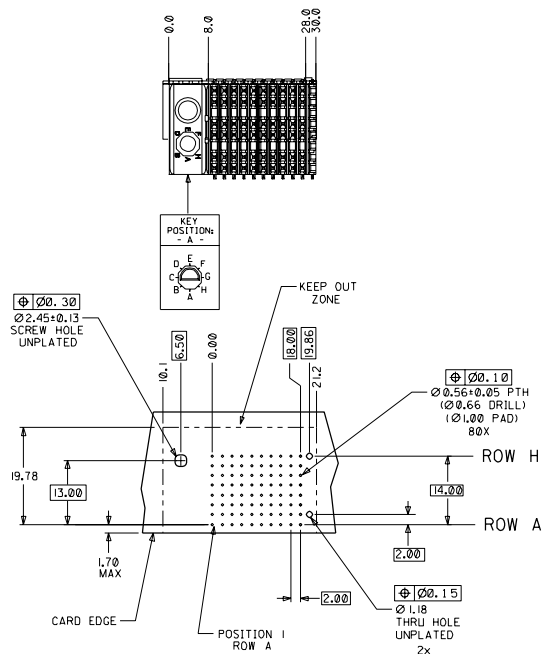 0.0
8.0
28.0
30.0
D E F
B A H
KEY
POSITION:
- A -
E
D F
C G
B H
A
KEEP OUT
ZONE
⌖ Ø0.30
Ø2.45±0.13
SCREW HOLE
UNPLATED
10.1
6.50
0.00
18.00
19.86
21.2
⌖ Ø0.10
Ø0.56±0.05 PTH
(Ø0.66 DRILL)
(Ø1.00 PAD)
80X
19.78
13.00
ROW H
14.00
ROW A
1.70
MAX
2.00
2.00
CARD EDGE
POSITION 1
ROW A
⌖ Ø0.15
Ø1.18
THRU HOLE
UNPLATED
2x